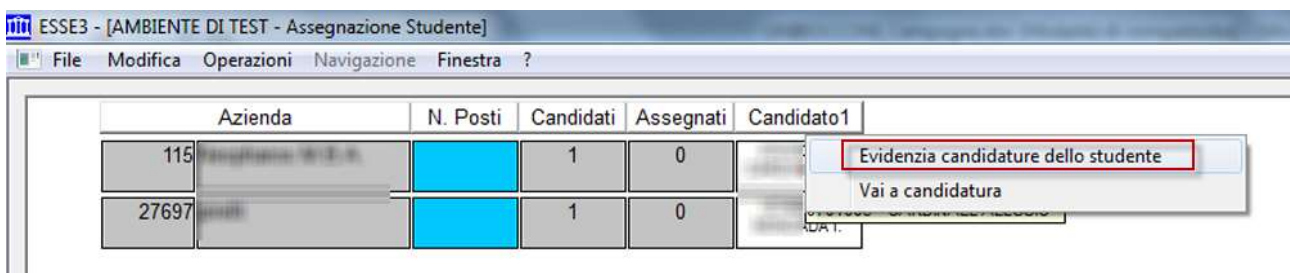 ESSE3 - [AMBIENTE DI TEST - Assegnazione Studente]
File Modifica Operazioni Navigazione Finestra ?
Azienda N. Posti Candidati Assegnati Candidato1
115 1 0
Evidenzia candidature dello studente
Vai a candidatura
27697 1 0